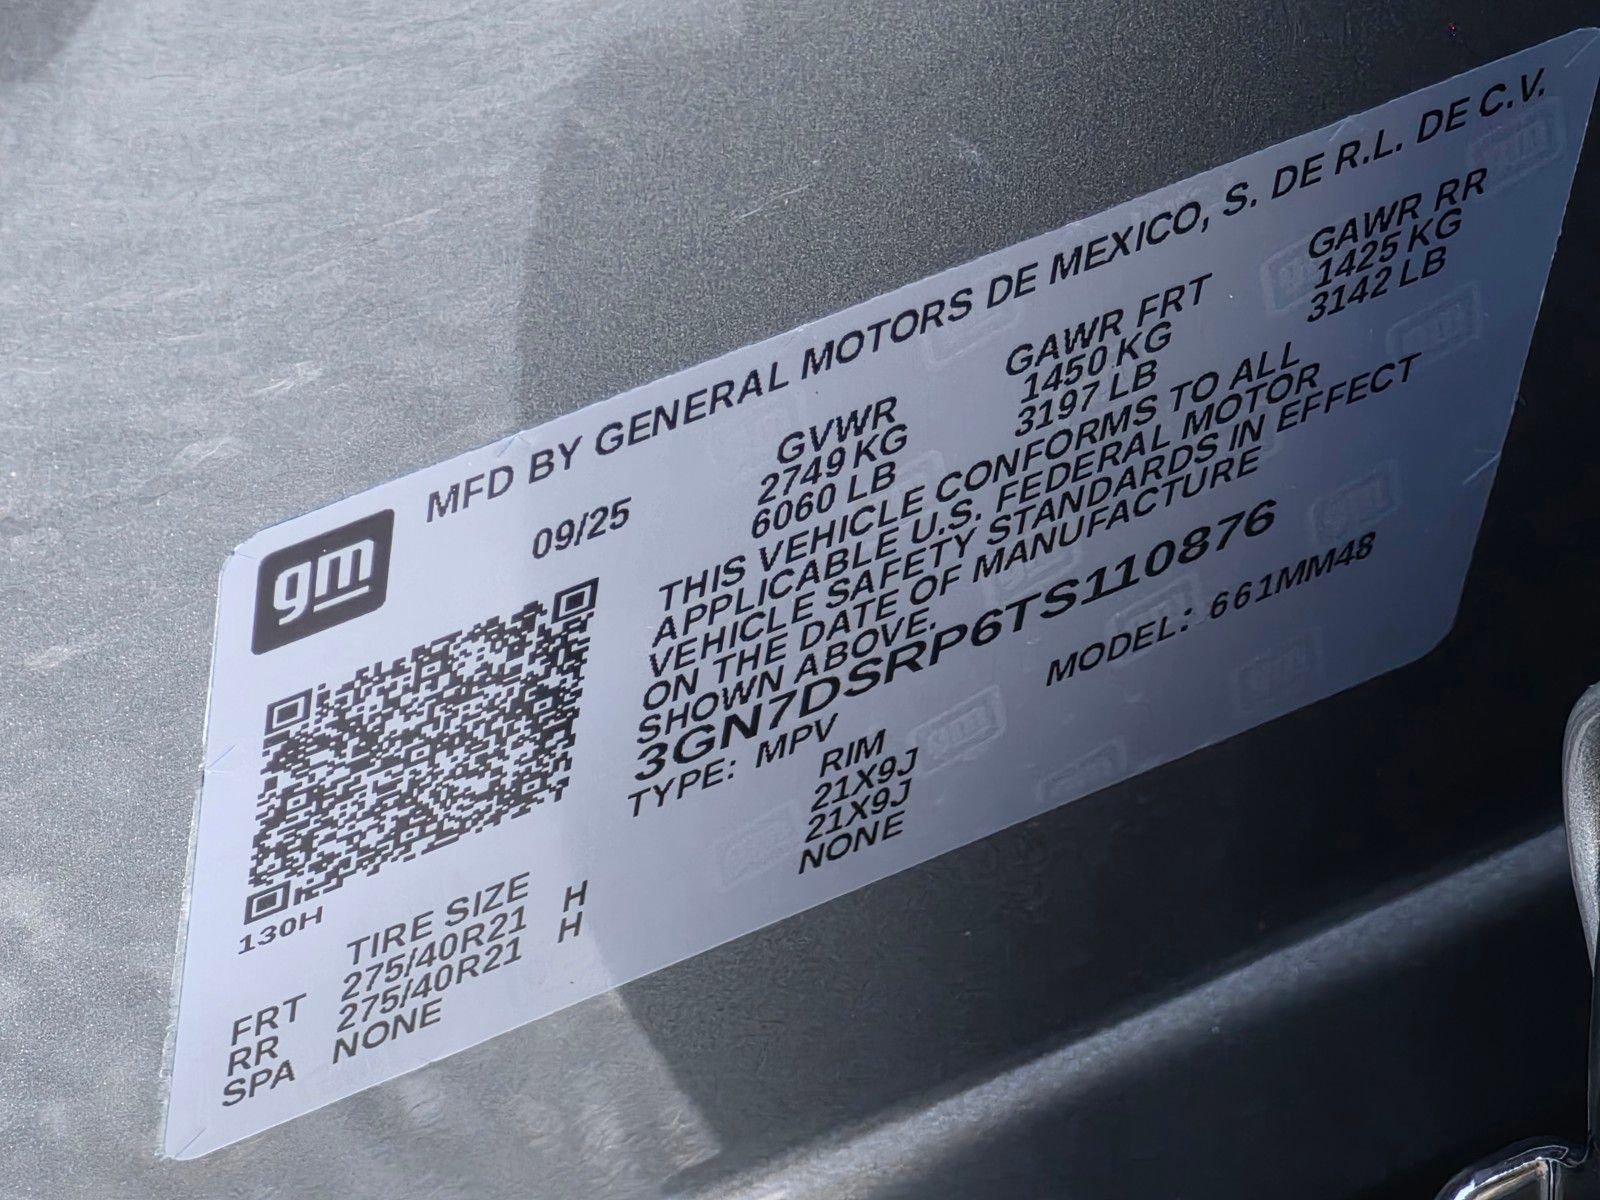 MFD BY GENERAL MOTORS DE MEXICO, S. DE R.L. DE C.V.
gm
09/25
GVWR
2749 KG
6060 LB
GAWR FRT
1450 KG
3197 LB
GAWR RR
1425 KG
3142 LB
THIS VEHICLE CONFORMS TO ALL
APPLICABLE U.S. FEDERAL MOTOR
VEHICLE SAFETY STANDARDS IN EFFECT
ON THE DATE OF MANUFACTURE
SHOWN ABOVE.
3GN7DSRP6TS110876
TYPE: MPV MODEL: 661MM48
130H
TIRE SIZE RIM
FRT 275/40R21 H 21X9J
RR 275/40R21 H 21X9J
SPA NONE NONE